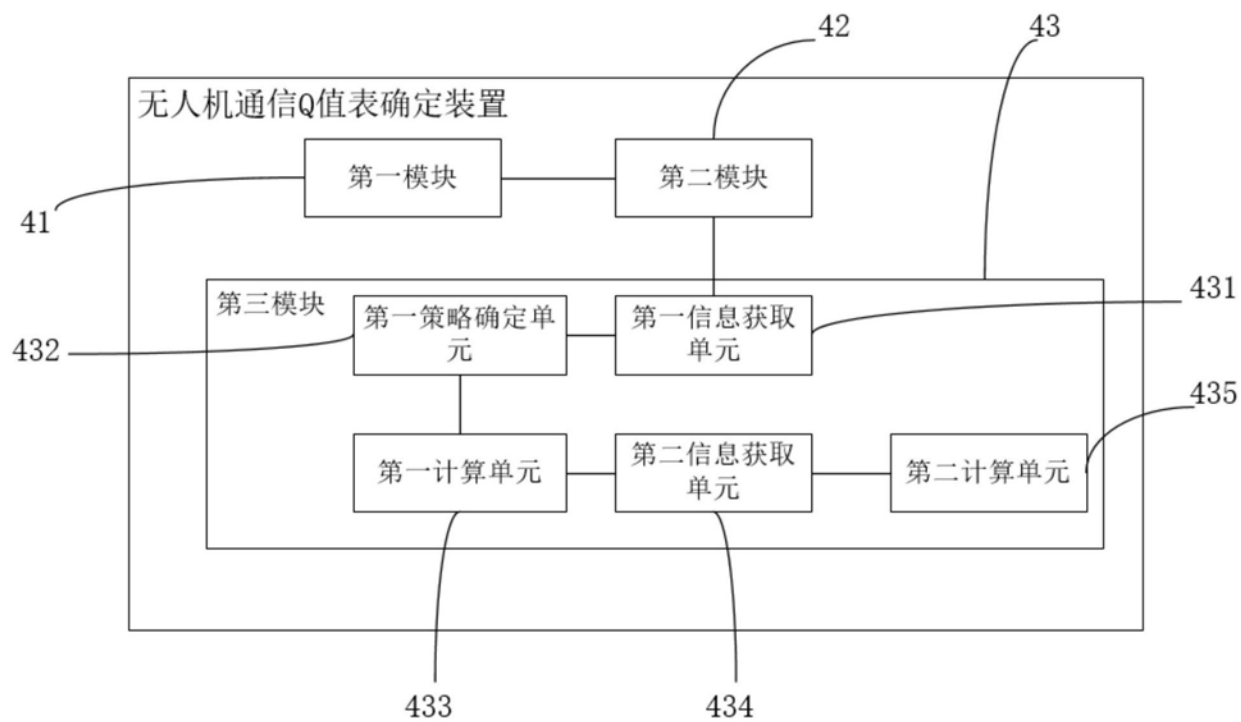 42
43
无人机通信Q值表确定装置
第一模块
第二模块
41
第三模块
431
第一策略确定单
元
第一信息获取
单元
432
435
第一计算单元
第二信息获取
单元
第二计算单元
433
434